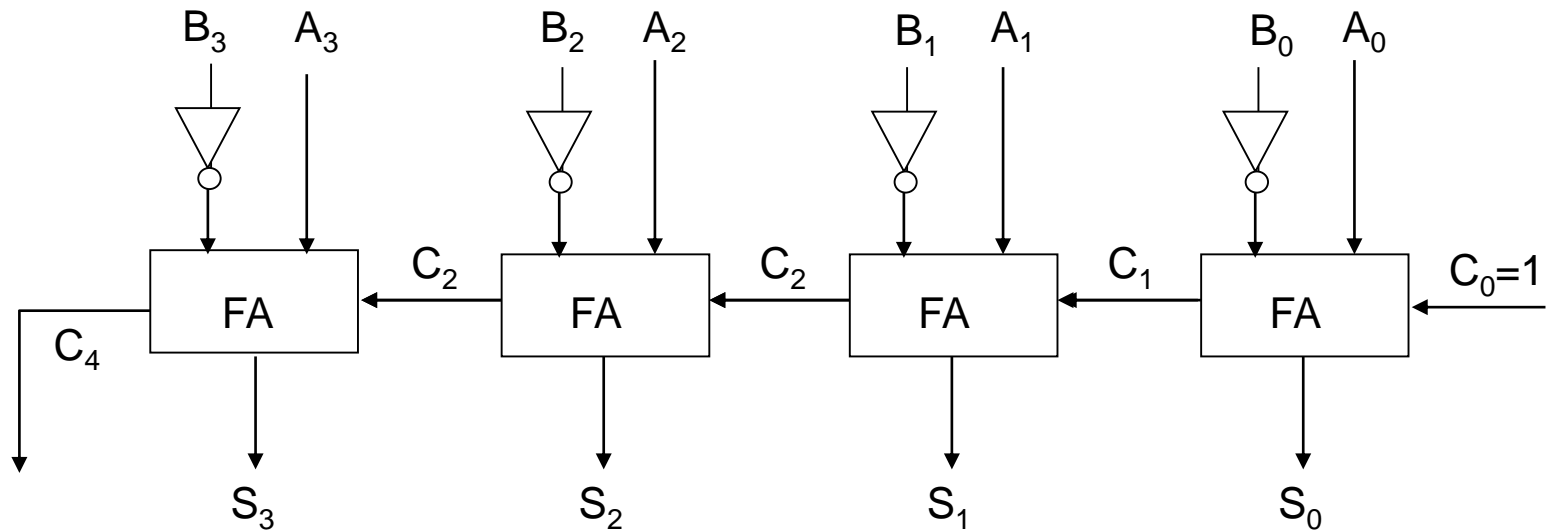 B₃ A₃ B₂ A₂ B₁ A₁ B₀ A₀
C₂ C₂ C₁ C₀=1
FA FA FA FA
C₄
S₃ S₂ S₁ S₀